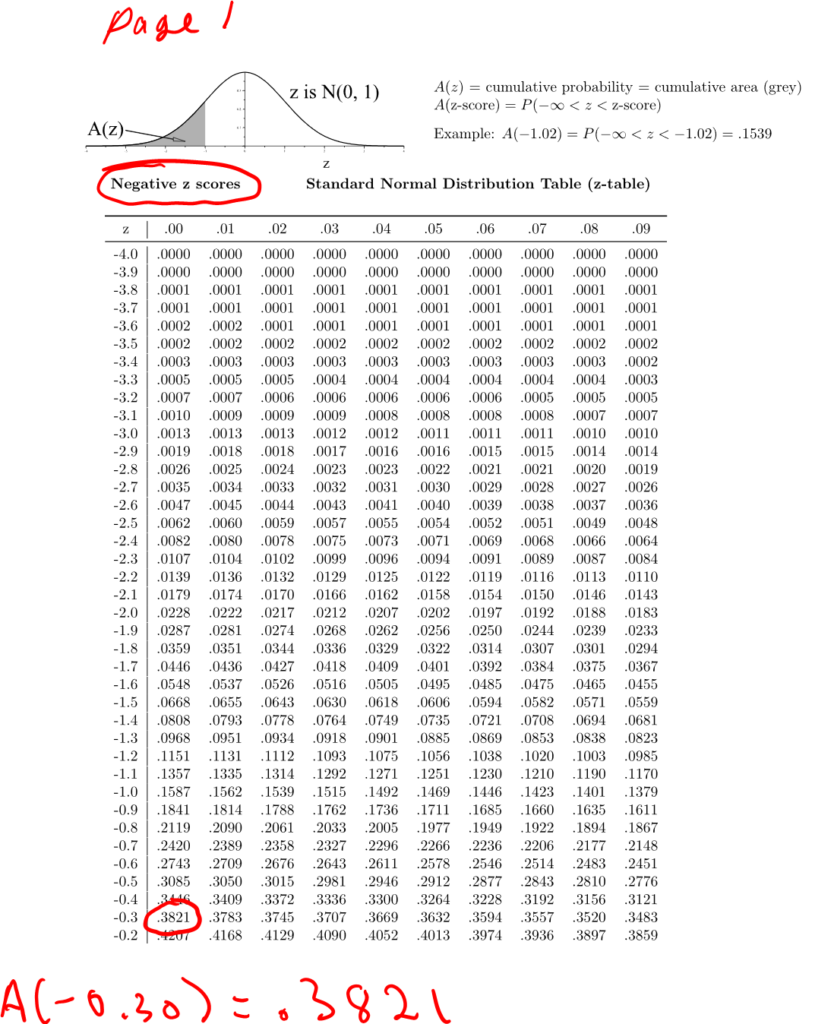 Page 1
z is N(0, 1)
A(z)
z
A(z) = cumulative probability = cumulative area (grey)
A(z-score) = P(−∞ < z < z-score)
Example: A(−1.02) = P(−∞ < z < −1.02) = .1539
Negative z scores Standard Normal Distribution Table (z-table)
z .00 .01 .02 .03 .04 .05 .06 .07 .08 .09
-4.0 .0000 .0000 .0000 .0000 .0000 .0000 .0000 .0000 .0000 .0000
-3.9 .0000 .0000 .0000 .0000 .0000 .0000 .0000 .0000 .0000 .0000
-3.8 .0001 .0001 .0001 .0001 .0001 .0001 .0001 .0001 .0001 .0001
-3.7 .0001 .0001 .0001 .0001 .0001 .0001 .0001 .0001 .0001 .0001
-3.6 .0002 .0002 .0001 .0001 .0001 .0001 .0001 .0001 .0001 .0001
-3.5 .0002 .0002 .0002 .0002 .0002 .0002 .0002 .0002 .0002 .0002
-3.4 .0003 .0003 .0003 .0003 .0003 .0003 .0003 .0003 .0003 .0002
-3.3 .0005 .0005 .0005 .0004 .0004 .0004 .0004 .0004 .0004 .0003
-3.2 .0007 .0007 .0006 .0006 .0006 .0006 .0006 .0005 .0005 .0005
-3.1 .0010 .0009 .0009 .0009 .0008 .0008 .0008 .0008 .0007 .0007
-3.0 .0013 .0013 .0013 .0012 .0012 .0011 .0011 .0011 .0010 .0010
-2.9 .0019 .0018 .0018 .0017 .0016 .0016 .0015 .0015 .0014 .0014
-2.8 .0026 .0025 .0024 .0023 .0023 .0022 .0021 .0021 .0020 .0019
-2.7 .0035 .0034 .0033 .0032 .0031 .0030 .0029 .0028 .0027 .0026
-2.6 .0047 .0045 .0044 .0043 .0041 .0040 .0039 .0038 .0037 .0036
-2.5 .0062 .0060 .0059 .0057 .0055 .0054 .0052 .0051 .0049 .0048
-2.4 .0082 .0080 .0078 .0075 .0073 .0071 .0069 .0068 .0066 .0064
-2.3 .0107 .0104 .0102 .0099 .0096 .0094 .0091 .0089 .0087 .0084
-2.2 .0139 .0136 .0132 .0129 .0125 .0122 .0119 .0116 .0113 .0110
-2.1 .0179 .0174 .0170 .0166 .0162 .0158 .0154 .0150 .0146 .0143
-2.0 .0228 .0222 .0217 .0212 .0207 .0202 .0197 .0192 .0188 .0183
-1.9 .0287 .0281 .0274 .0268 .0262 .0256 .0250 .0244 .0239 .0233
-1.8 .0359 .0351 .0344 .0336 .0329 .0322 .0314 .0307 .0301 .0294
-1.7 .0446 .0436 .0427 .0418 .0409 .0401 .0392 .0384 .0375 .0367
-1.6 .0548 .0537 .0526 .0516 .0505 .0495 .0485 .0475 .0465 .0455
-1.5 .0668 .0655 .0643 .0630 .0618 .0606 .0594 .0582 .0571 .0559
-1.4 .0808 .0793 .0778 .0764 .0749 .0735 .0721 .0708 .0694 .0681
-1.3 .0968 .0951 .0934 .0918 .0901 .0885 .0869 .0853 .0838 .0823
-1.2 .1151 .1131 .1112 .1093 .1075 .1056 .1038 .1020 .1003 .0985
-1.1 .1357 .1335 .1314 .1292 .1271 .1251 .1230 .1210 .1190 .1170
-1.0 .1587 .1562 .1539 .1515 .1492 .1469 .1446 .1423 .1401 .1379
-0.9 .1841 .1814 .1788 .1762 .1736 .1711 .1685 .1660 .1635 .1611
-0.8 .2119 .2090 .2061 .2033 .2005 .1977 .1949 .1922 .1894 .1867
-0.7 .2420 .2389 .2358 .2327 .2296 .2266 .2236 .2206 .2177 .2148
-0.6 .2743 .2709 .2676 .2643 .2611 .2578 .2546 .2514 .2483 .2451
-0.5 .3085 .3050 .3015 .2981 .2946 .2912 .2877 .2843 .2810 .2776
-0.4 .3446 .3409 .3372 .3336 .3300 .3264 .3228 .3192 .3156 .3121
-0.3 .3821 .3783 .3745 .3707 .3669 .3632 .3594 .3557 .3520 .3483
-0.2 .4207 .4168 .4129 .4090 .4052 .4013 .3974 .3936 .3897 .3859
A(-0.30) = .3821